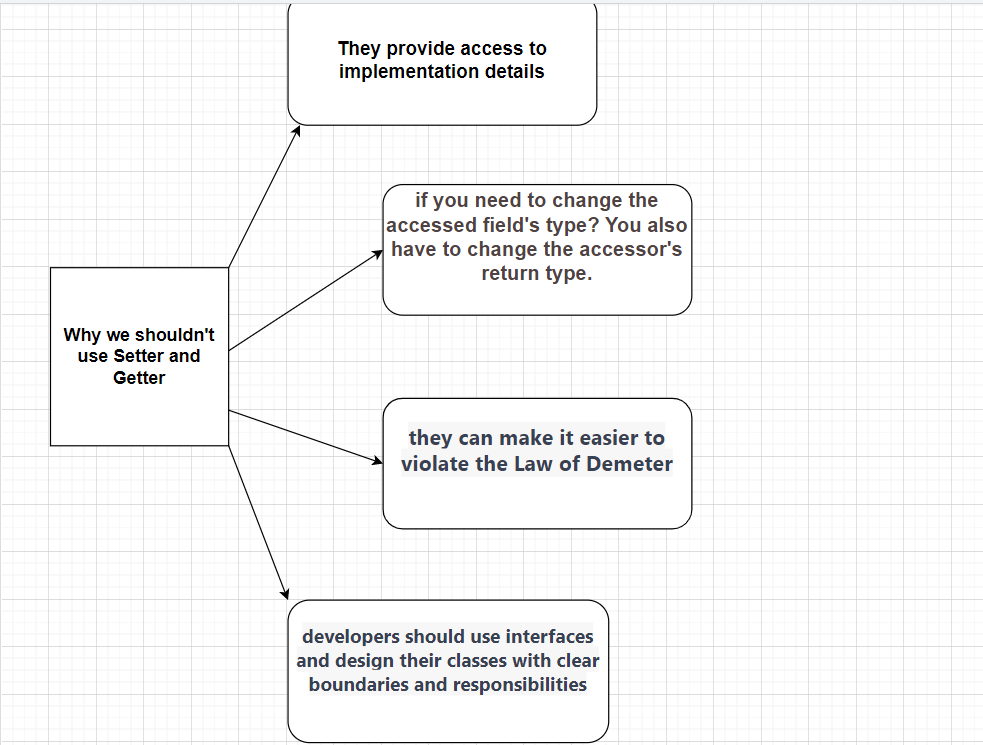 They provide access to
implementation details
if you need to change the
accessed field's type? You also
have to change the accessor's
return type.
Why we shouldn't
use Setter and
Getter
they can make it easier to
violate the Law of Demeter
developers should use interfaces
and design their classes with clear
boundaries and responsibilities